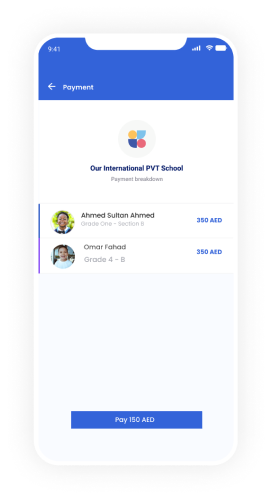 9:41
Payment
Our International PVT School
Payment breakdown
Ahmed Sultan Ahmed
350 AED
Grade One - Section B
Omar Fahad
350 AED
Grade 4 - B
Pay 150 AED